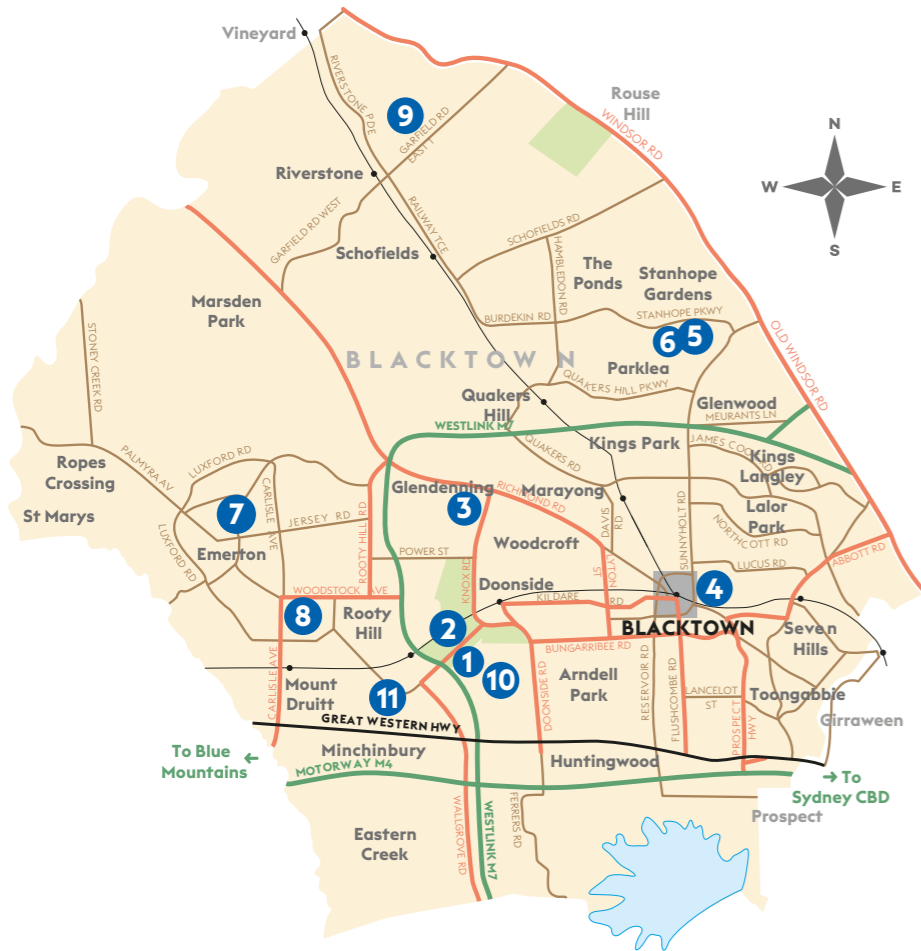 Vineyard
RIVERSTONE PDE
9
GARFIELD RD
EAST
Rouse
Hill
WINDSOR RD
N
W
E
S
Riverstone
GARFIELD RD WEST
RAILWAY TCE
SCHOFIELDS RD
Schofields
HAMBLEDON RD
The
Ponds
Stanhope
Gardens
Marsden
Park
BURDEKIN RD
STANHOPE PKWY
6
5
OLD WINDSOR RD
STONEY CREEK RD
BLACKTOWN
Parklea
QUAKERS HILL PKWY
Quakers
Hill
Glenwood
MEURANTS LN
WESTLINK M7
Kings Park
QUAKERS RD
JAMES COOK RD
Kings
Langley
Ropes
Crossing
PALMYRA AV
LUXFORD RD
CARLISLE AVE
Glendenning
RICHMOND RD
Marayong
3
St Marys
7
JERSEY RD
ROOTY HILL RD
DAVIS
RD
SUNNYHOLT RD
Lalor
Park
NORTHCOTT RD
Emerton
LUXFORD RD
POWER ST
Woodcroft
KNOX RD
LYTON
ST
LUCUS RD
ABBOTT RD
WOODSTOCK AVE
Doonside
KILDARE
RD
4
8
Rooty
Hill
2
BLACKTOWN
Seven
Hills
BUNGARRIBEE RD
1
10
DOONSIDE RD
Arndell
Park
RESERVOIR RD
FLUSHCOMBE RD
LANCELOT
ST
PROSPECT
HWY
Toongabbie
Girraween
CARLISLE AVE
Mount
Druitt
11
GREAT WESTERN HWY
To Blue
Mountains
Minchinbury
MOTORWAY M4
Huntingwood
To
Sydney CBD
Prospect
WALLGROVE RD
WESTLINK M7
FERRERS RD
Eastern
Creek